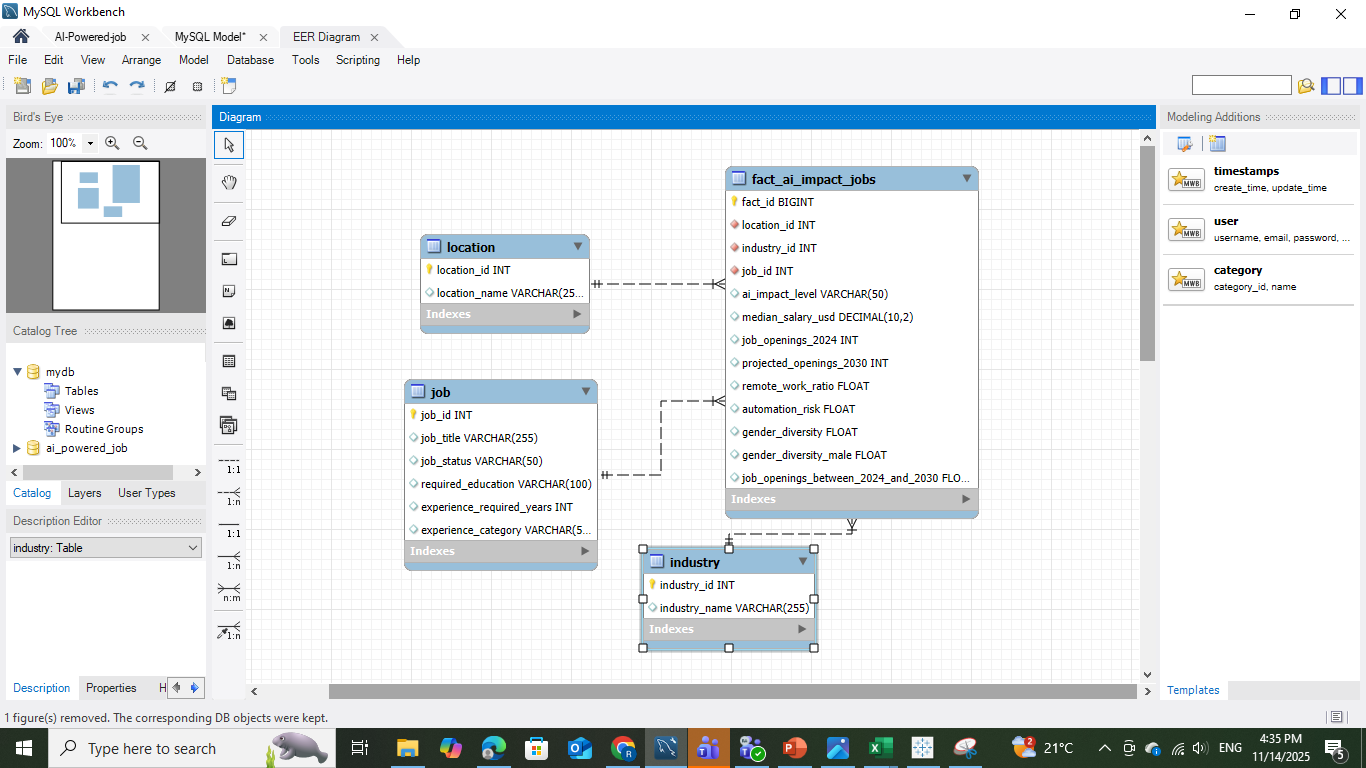 MySQL Workbench
AI-Powered-job
MySQL Model*
EER Diagram
File Edit View Arrange Model Database Tools Scripting Help
Bird's Eye
Zoom: 100%
Catalog Tree
mydb
Tables
Views
Routine Groups
ai_powered_job
Catalog Layers User Types
Description Editor
industry: Table
Description Properties H
Diagram
1:1
1:n
1:1
1:n
n:m
1:n
location
location_id INT
location_name VARCHAR(25...
Indexes
job
job_id INT
job_title VARCHAR(255)
job_status VARCHAR(50)
required_education VARCHAR(100)
experience_required_years INT
experience_category VARCHAR(5...
Indexes
fact_ai_impact_jobs
fact_id BIGINT
location_id INT
industry_id INT
job_id INT
ai_impact_level VARCHAR(50)
median_salary_usd DECIMAL(10,2)
job_openings_2024 INT
projected_openings_2030 INT
remote_work_ratio FLOAT
automation_risk FLOAT
gender_diversity FLOAT
gender_diversity_male FLOAT
job_openings_between_2024_and_2030 FLO...
Indexes
industry
industry_id INT
industry_name VARCHAR(255)
Indexes
Modeling Additions
MWB
timestamps
create_time, update_time
MWB
user
username, email, password, ...
MWB
category
category_id, name
Templates
1 figure(s) removed. The corresponding DB objects were kept.
Type here to search
2
21°C
ENG
4:35 PM
11/14/2025
5